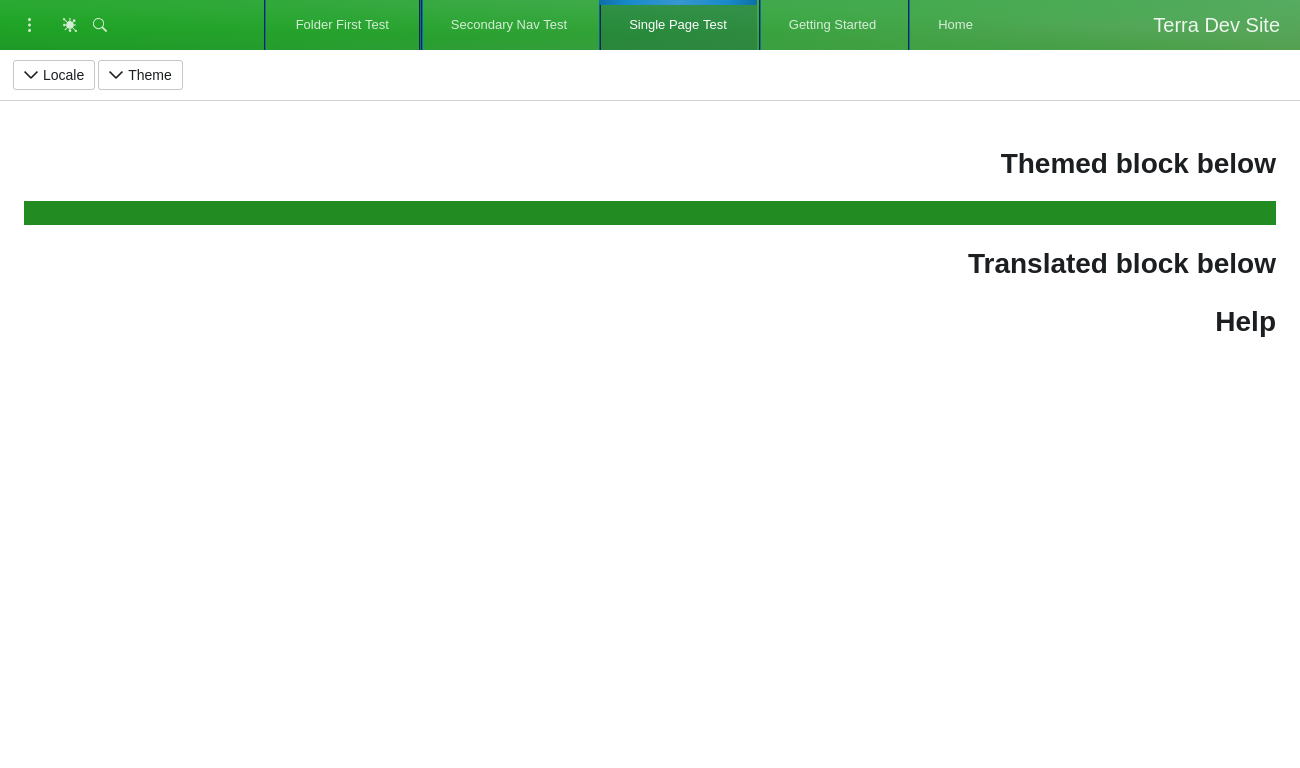 Folder First Test
Secondary Nav Test
Single Page Test
Getting Started
Home
Terra Dev Site
Locale
Theme
Themed block below
Translated block below
Help